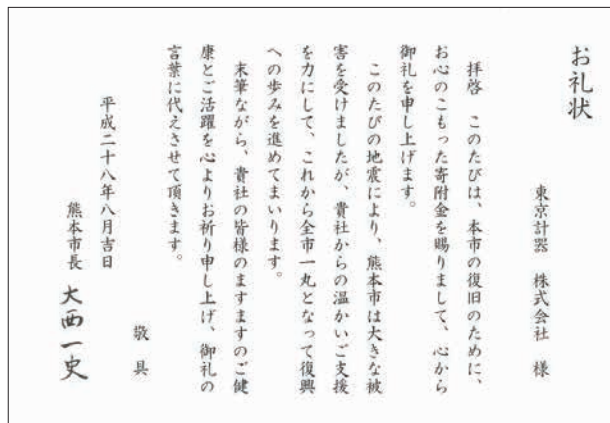 お礼状
東京計器　株式会社　様
拝啓　このたびは、本市の復旧のために、
お心のこもった寄附金を賜りまして、心から
御礼を申し上げます。
このたびの地震により、熊本市は大きな被
害を受けましたが、貴社からの温かいご支援
を力にして、これから全市一丸となって復興
への歩みを進めてまいります。
末筆ながら、貴社の皆様のますますのご健
康とご活躍を心よりお祈り申し上げ、御礼の
言葉に代えさせて頂きます。
敬　具
平成二十八年八月吉日
熊本市長　大西一史